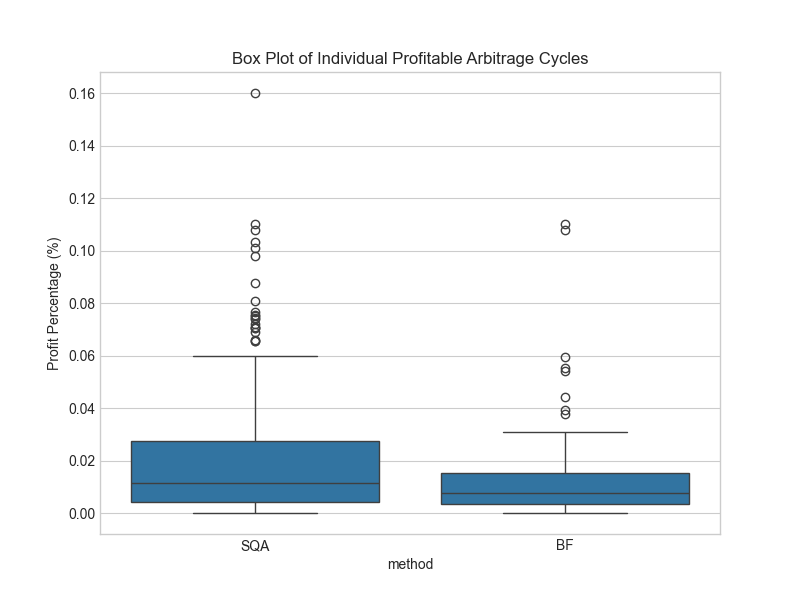 Box Plot of Individual Profitable Arbitrage Cycles
Profit Percentage (%)
0.16
0.14
0.12
0.10
0.08
0.06
0.04
0.02
0.00
SQA
BF
method